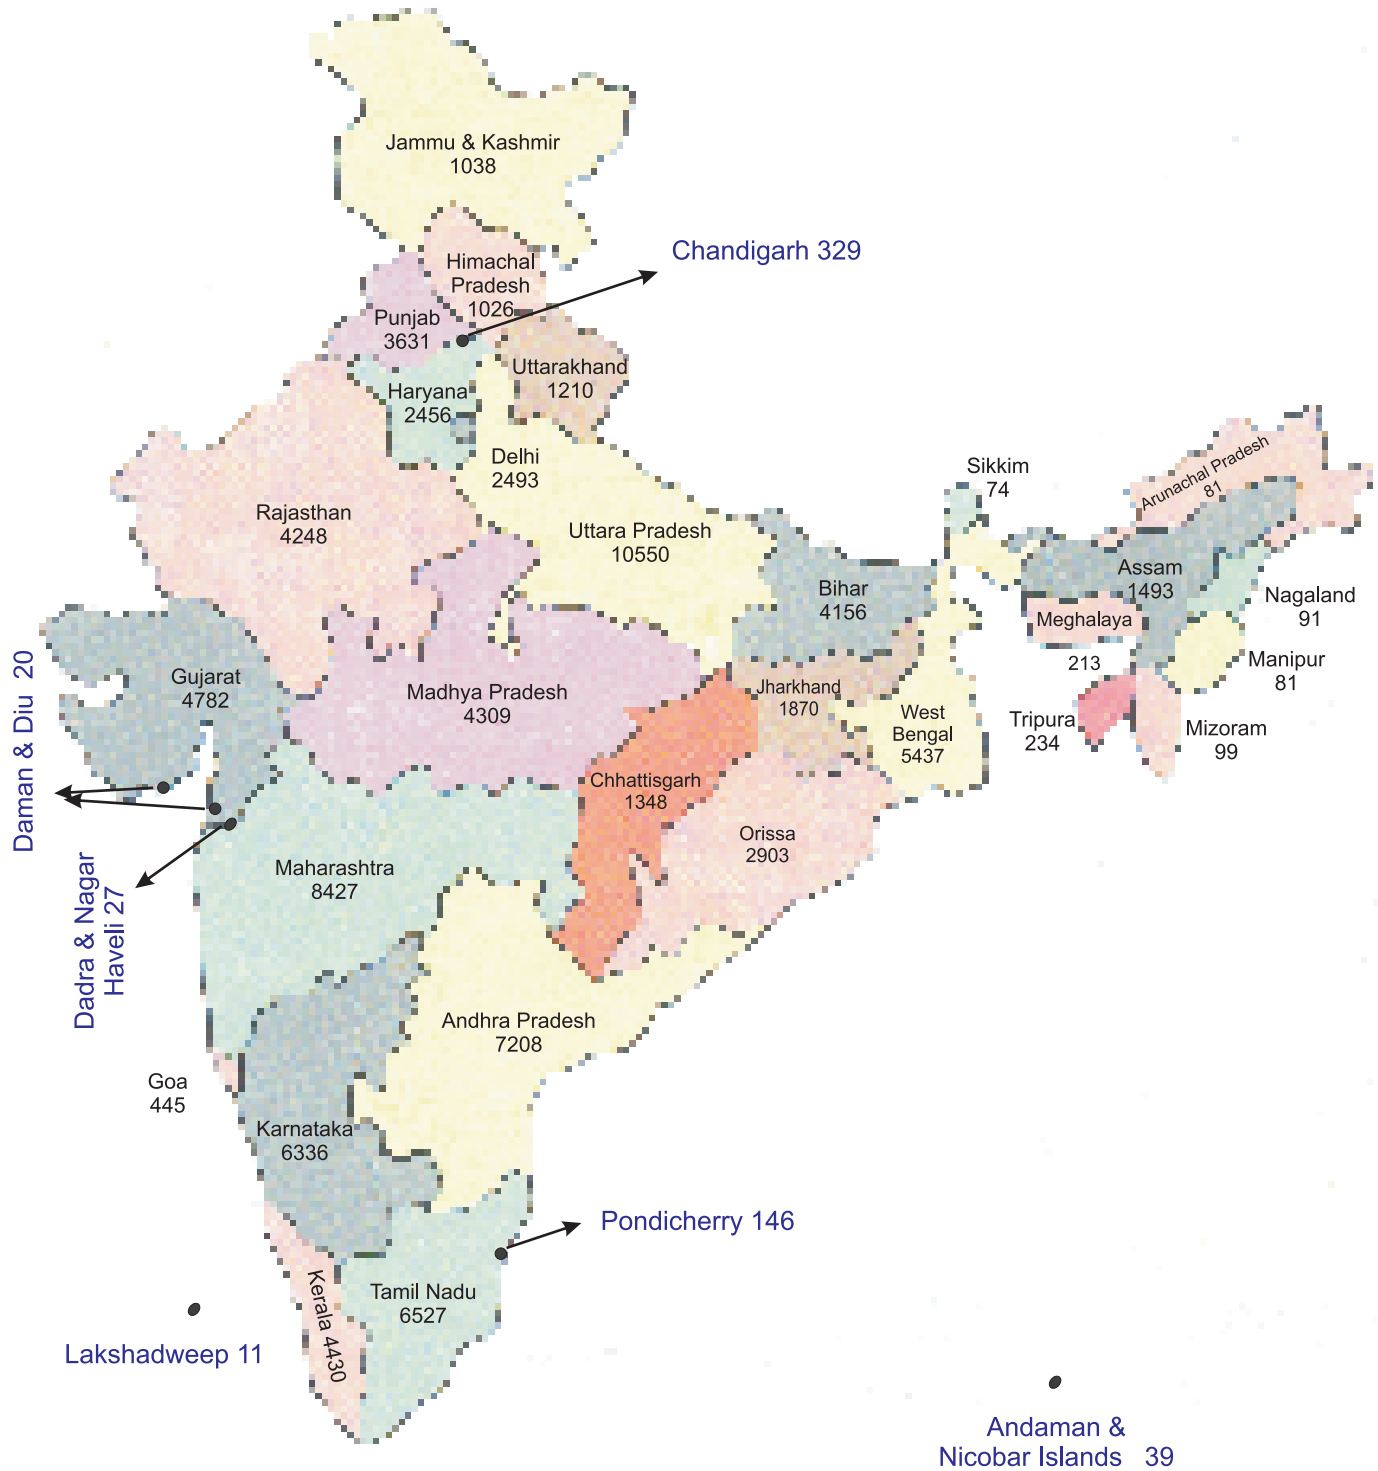 Jammu & Kashmir
1038
Chandigarh 329
Himachal
Pradesh
1026
Punjab
3631
Uttarakhand
1210
Haryana
2456
Delhi
2493
Sikkim
74
Arunachal Pradesh
81
Rajasthan
4248
Uttara Pradesh
10550
Bihar
4156
Assam
1493
Nagaland
91
Meghalaya
213
Manipur
81
Daman & Diu 20
Gujarat
4782
Madhya Pradesh
4309
Jharkhand
1870
West
Bengal
5437
Tripura
234
Mizoram
99
Chhattisgarh
1348
Orissa
2903
Maharashtra
8427
Dadra & Nagar
Haveli 27
Andhra Pradesh
7208
Goa
445
Karnataka
6336
Pondicherry 146
Kerala 4430
Tamil Nadu
6527
Lakshadweep 11
Andaman &
Nicobar Islands 39